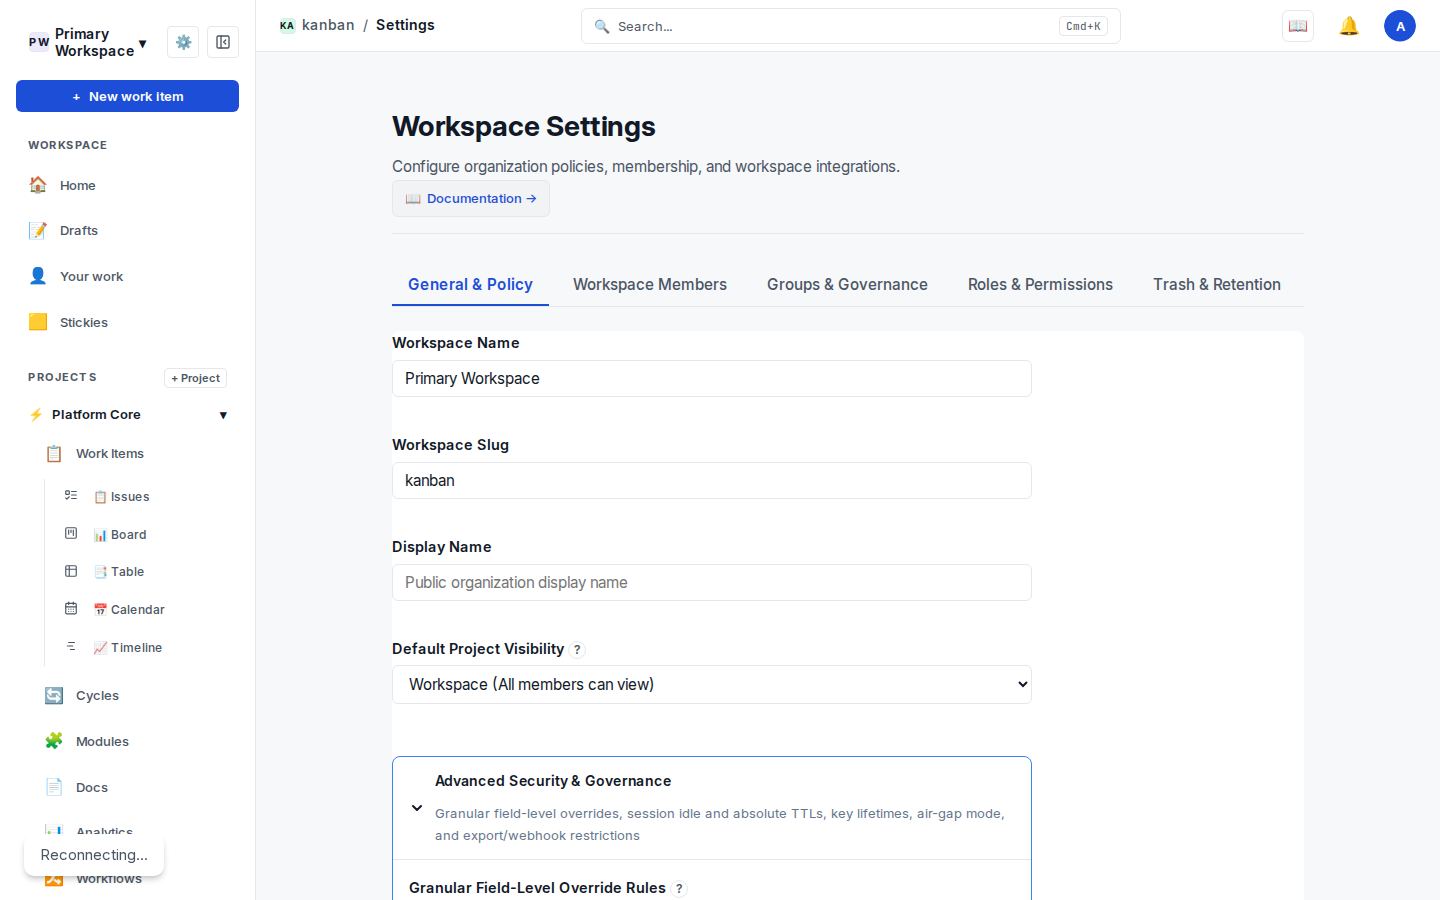 PW
Primary Workspace ▾
+ New work item
WORKSPACE
Home
Drafts
Your work
Stickies
PROJECTS
+ Project
Platform Core ▾
Work Items
Issues
Board
Table
Calendar
Timeline
Cycles
Modules
Docs
Analytics
Workflows
Reconnecting...
KA kanban / Settings
Search...
Cmd+K
A
Workspace Settings
Configure organization policies, membership, and workspace integrations.
Documentation →
General & Policy
Workspace Members
Groups & Governance
Roles & Permissions
Trash & Retention
Workspace Name
Primary Workspace
Workspace Slug
kanban
Display Name
Public organization display name
Default Project Visibility ?
Workspace (All members can view)
Advanced Security & Governance
Granular field-level overrides, session idle and absolute TTLs, key lifetimes, air-gap mode,
and export/webhook restrictions
Granular Field-Level Override Rules ?